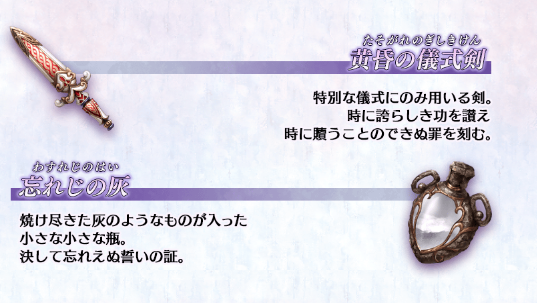 たそがれのぎしきけん
黄昏の儀式剣
特別な儀式にのみ用いる剣。
時に誇らしき功を讃え
時に贖うことのできぬ罪を刻む。
わすれじのはい
忘れじの灰
焼け尽きた灰のようなものが入った
小さな小さな瓶。
決して忘れえぬ誓いの証。